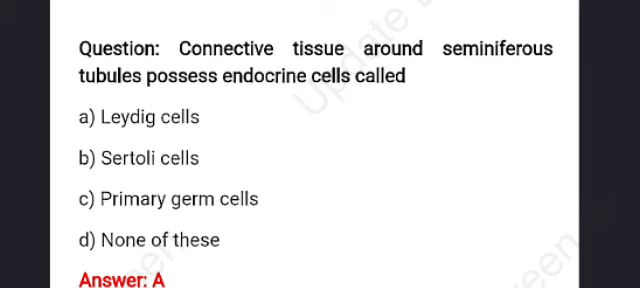 Question: Connective tissue around seminiferous
tubules possess endocrine cells called
a) Leydig cells
b) Sertoli cells
c) Primary germ cells
d) None of these
Answer: A
Update